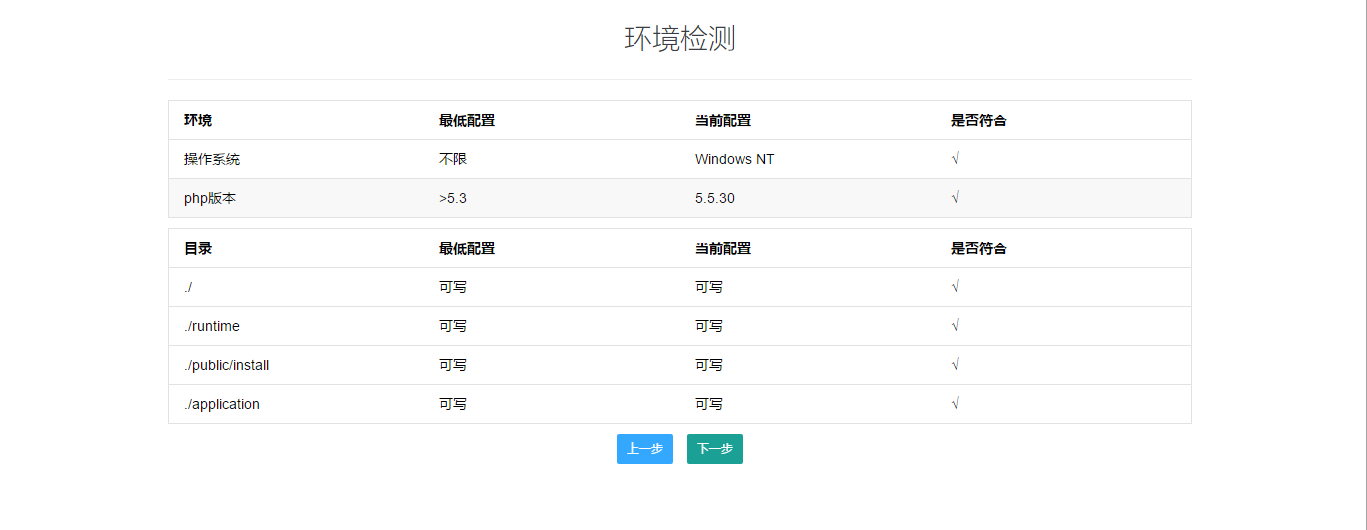 环境检测
环境 最低配置 当前配置 是否符合
操作系统 不限 Windows NT √
php版本 >5.3 5.5.30 √
目录 最低配置 当前配置 是否符合
./ 可写 可写 √
./runtime 可写 可写 √
./public/install 可写 可写 √
./application 可写 可写 √
上一步 下一步